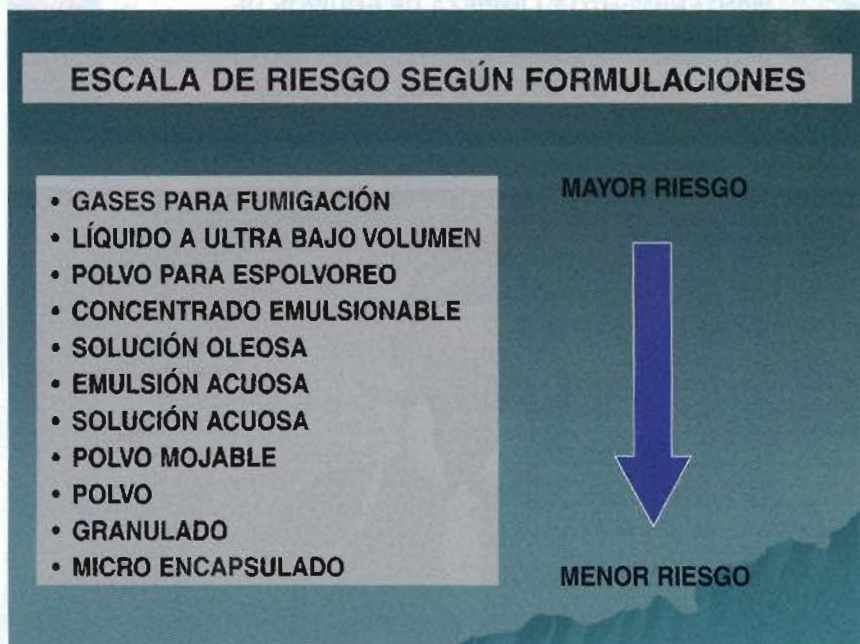 ESCALA DE RIESGO SEGÚN FORMULACIONES
MAYOR RIESGO
• GASES PARA FUMIGACIÓN
• LÍQUIDO A ULTRA BAJO VOLUMEN
• POLVO PARA ESPOLVOREO
• CONCENTRADO EMULSIONABLE
• SOLUCIÓN OLEOSA
• EMULSIÓN ACUOSA
• SOLUCIÓN ACUOSA
• POLVO MOJABLE
• POLVO
• GRANULADO
• MICRO ENCAPSULADO
MENOR RIESGO